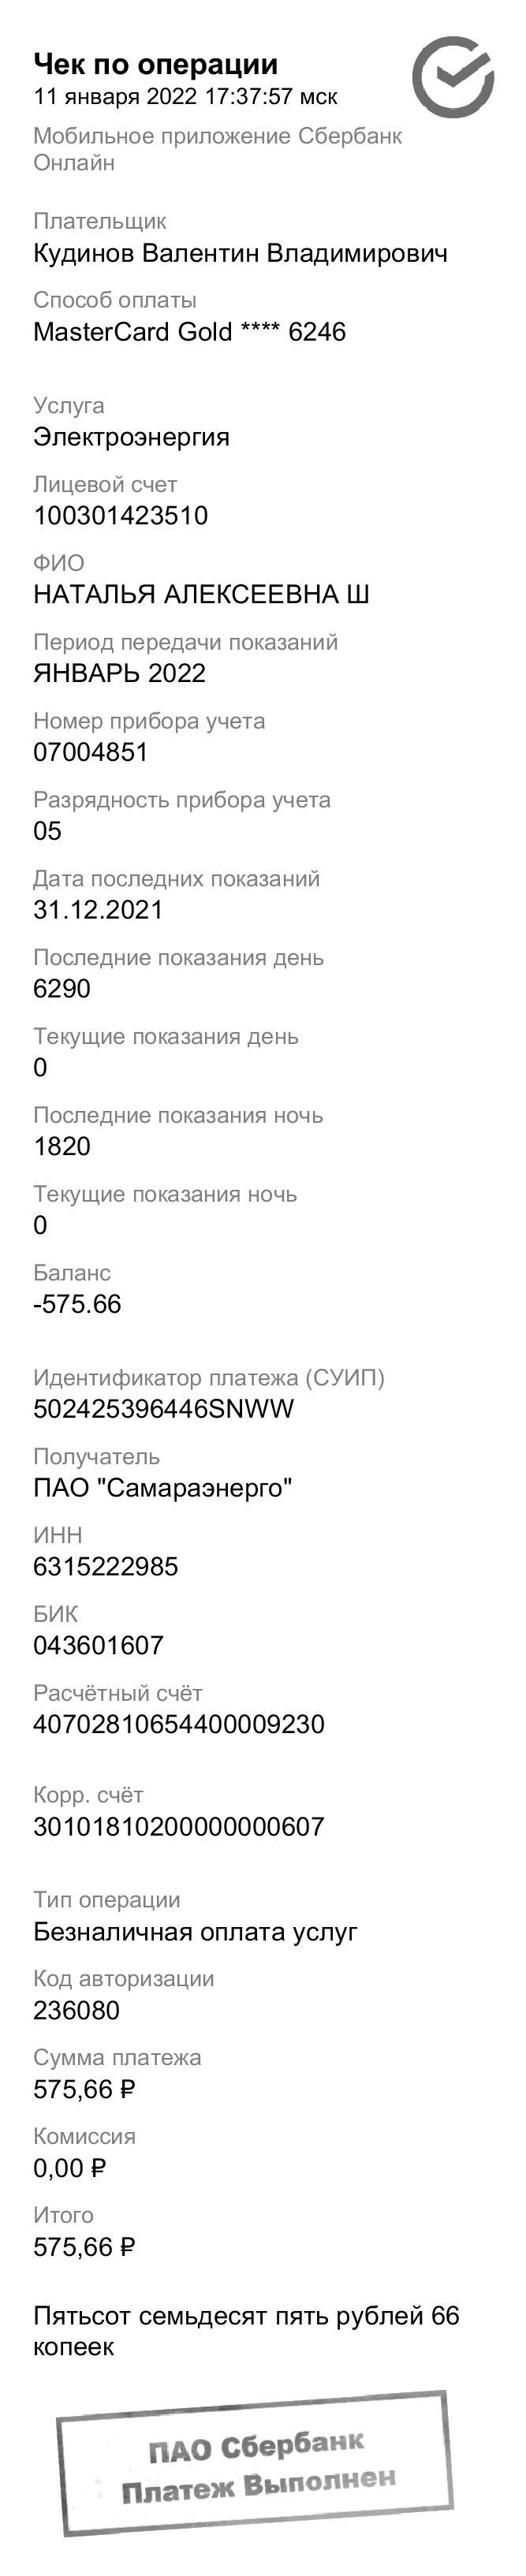 Чек по операции
11 января 2022 17:37:57 мск
Мобильное приложение Сбербанк
Онлайн
Плательщик
Кудинов Валентин Владимирович
Способ оплаты
MasterCard Gold **** 6246
Услуга
Электроэнергия
Лицевой счет
100301423510
ФИО
НАТАЛЬЯ АЛЕКСЕЕВНА Ш
Период передачи показаний
ЯНВАРЬ 2022
Номер прибора учета
07004851
Разрядность прибора учета
05
Дата последних показаний
31.12.2021
Последние показания день
6290
Текущие показания день
0
Последние показания ночь
1820
Текущие показания ночь
0
Баланс
-575.66
Идентификатор платежа (СУИП)
502425396446SNWW
Получатель
ПАО "Самараэнерго"
ИНН
6315222985
БИК
043601607
Расчётный счёт
40702810654400009230
Корр. счёт
30101810200000000607
Тип операции
Безналичная оплата услуг
Код авторизации
236080
Сумма платежа
575,66 ₽
Комиссия
0,00 ₽
Итого
575,66 ₽
Пятьсот семьдесят пять рублей 66
копеек
ПАО Сбербанк
Платеж Выполнен